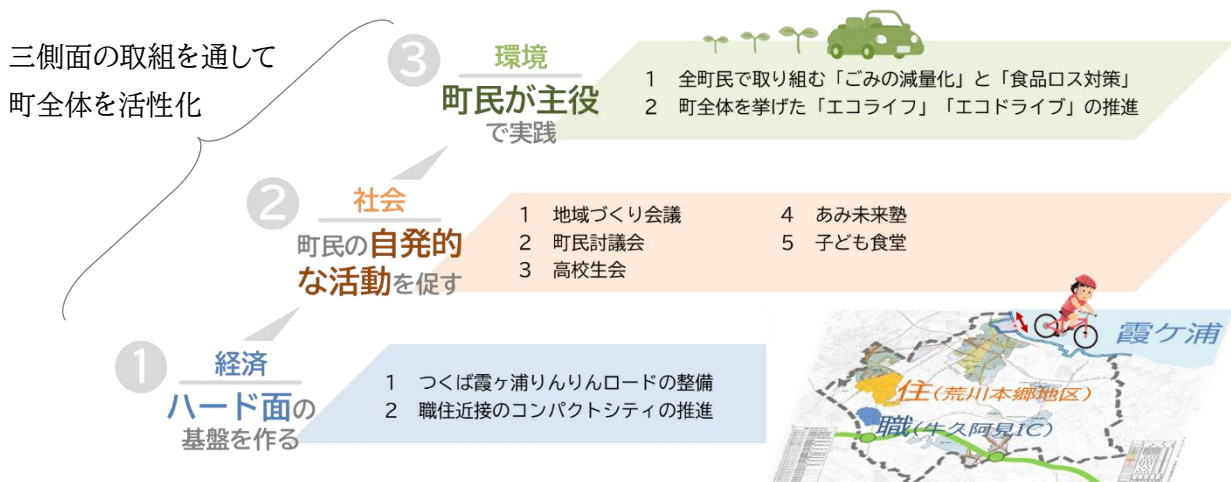 三側面の取組を通して
町全体を活性化
3
環境
町民が主役
で実践
1 全町民で取り組む「ごみの減量化」と「食品ロス対策」
2 町全体を挙げた「エコライフ」「エコドライブ」の推進
2
社会
町民の自発的
な活動を促す
1 地域づくり会議
2 町民討議会
3 高校生会
4 あみ未来塾
5 子ども食堂
1
経済
ハード面の
基盤を作る
1 つくば霞ヶ浦りんりんロードの整備
2 職住近接のコンパクトシティの推進
霞ケ浦
住(荒川本郷地区)
職(牛久阿見IC)